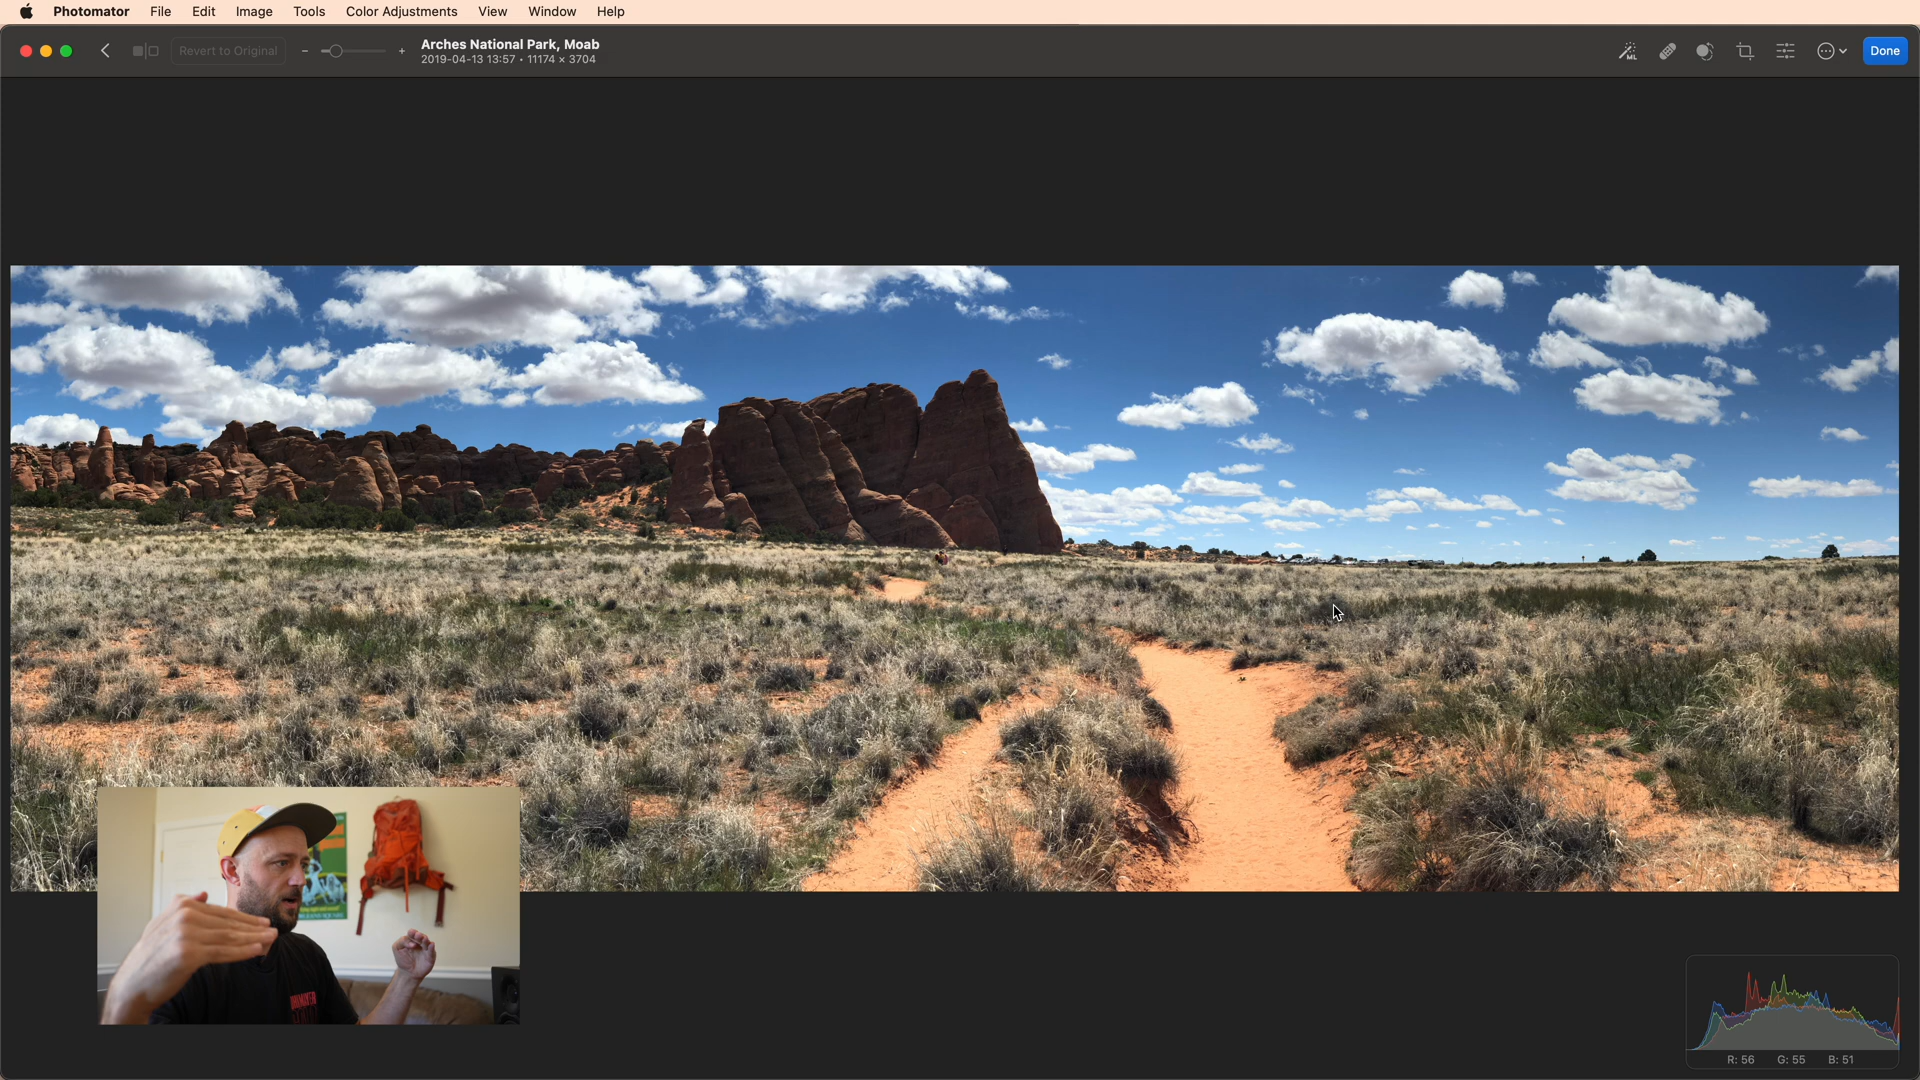 Photomator File Edit Image Tools Color Adjustments View Window Help
Revert to Original
Arches National Park, Moab
2019-04-13 13:57 • 11174 × 3704
ML
Done
R: 56 G: 55 B: 51